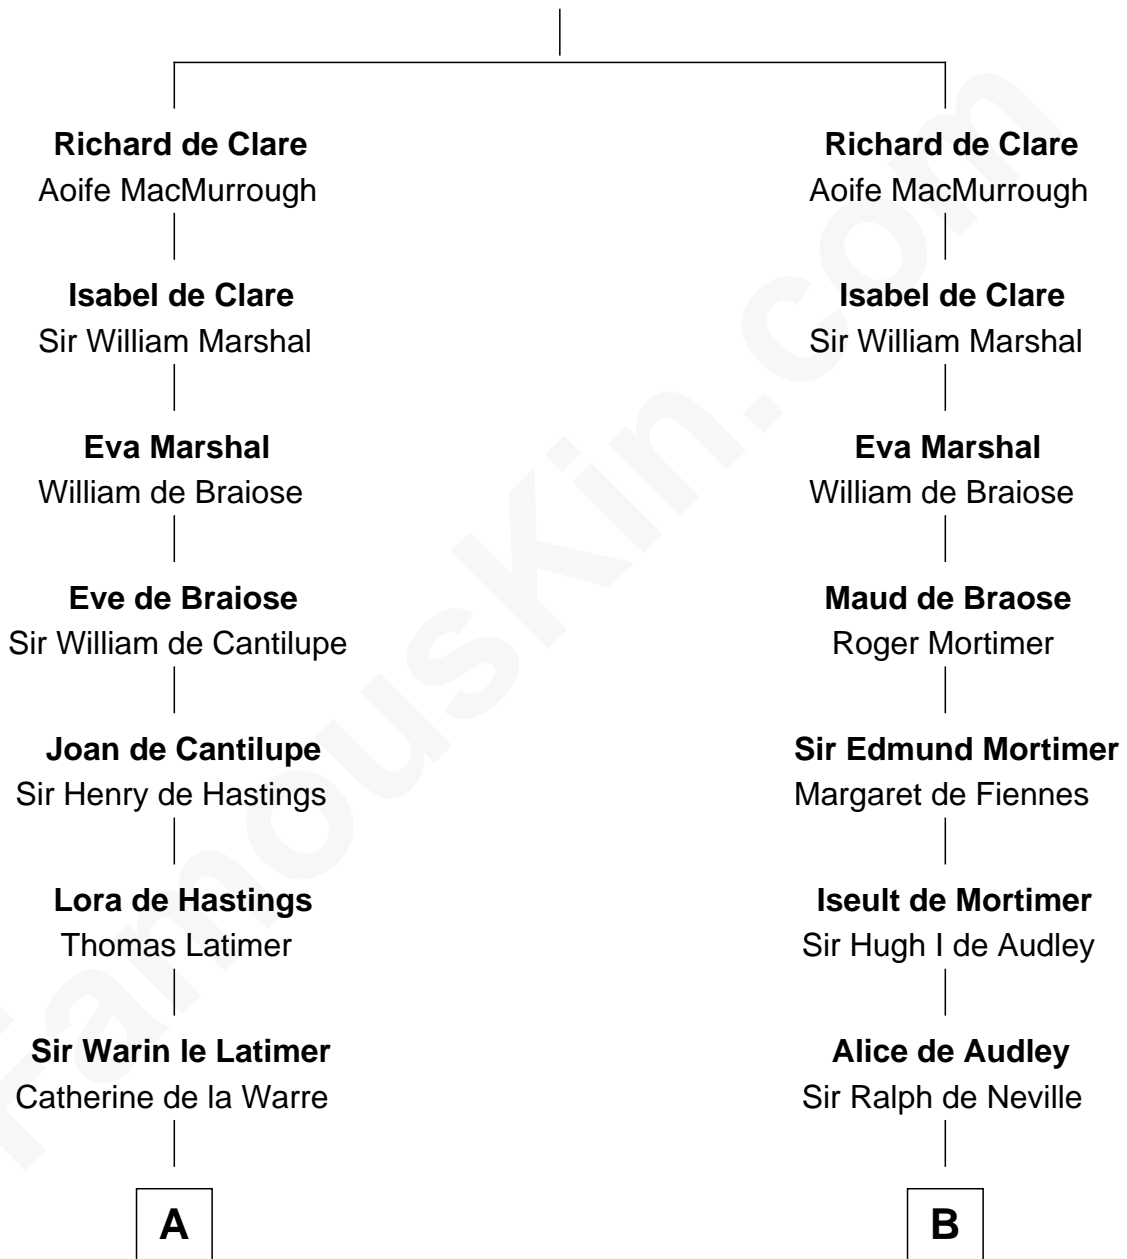 Richard de Clare
Aoife MacMurrough
Isabel de Clare
Sir William Marshal
Eva Marshal
William de Braiose
Eve de Braiose
Sir William de Cantilupe
Joan de Cantilupe
Sir Henry de Hastings
Lora de Hastings
Thomas Latimer
Sir Warin le Latimer
Catherine de la Warre
A
Richard de Clare
Aoife MacMurrough
Isabel de Clare
Sir William Marshal
Eva Marshal
William de Braiose
Maud de Braose
Roger Mortimer
Sir Edmund Mortimer
Margaret de Fiennes
Iseult de Mortimer
Sir Hugh I de Audley
Alice de Audley
Sir Ralph de Neville
B
FamousKin.com